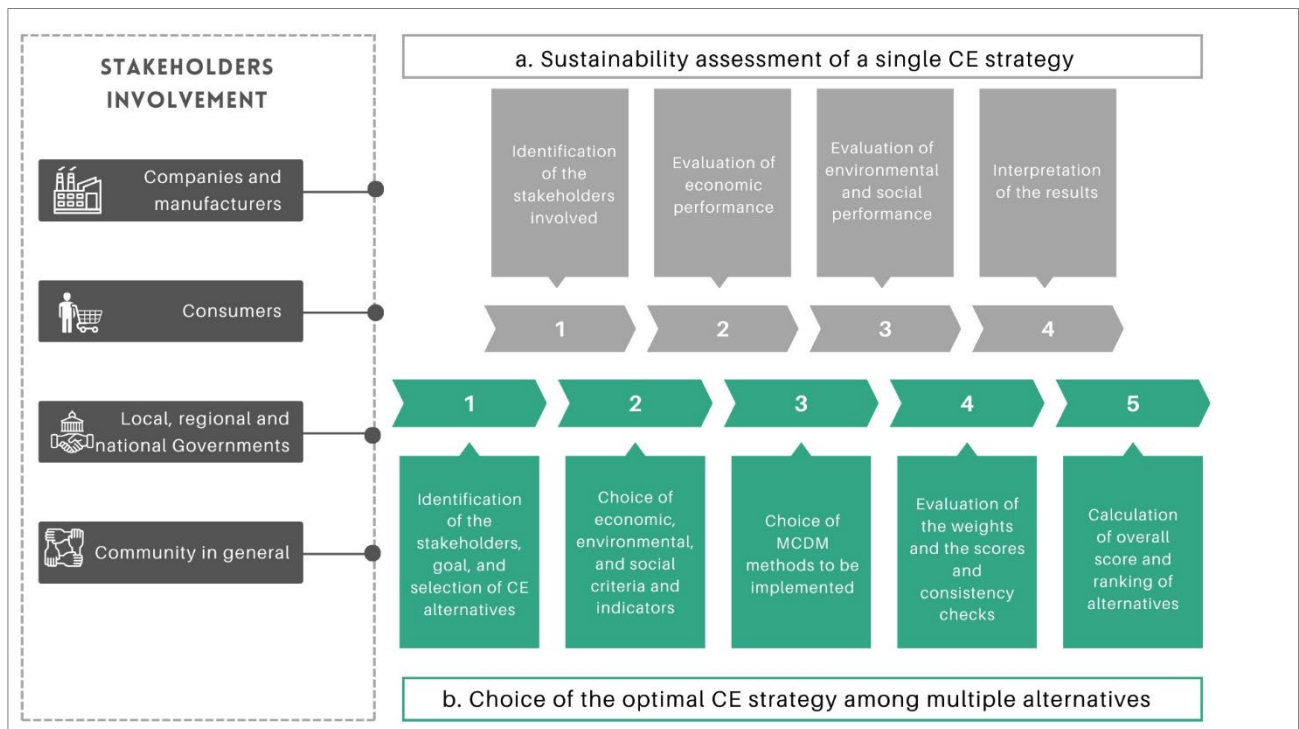 STAKEHOLDERS
INVOLVEMENT
Companies and
manufacturers
Consumers
Local, regional and
national Governments
Community in general
a. Sustainability assessment of a single CE strategy
Identification
of the
stakeholders
involved
Evaluation of
economic
performance
Evaluation of
environmental
and social
performance
Interpretation
of the results
1
2
3
4
1
2
3
4
5
Identification
of the
stakeholders,
goal, and
selection of CE
alternatives
Choice of
economic,
environmental,
and social
criteria and
indicators
Choice of
MCDM
methods to be
implemented
Evaluation of
the weights
and the scores
and
consistency
checks
Calculation
of overall
score and
ranking of
alternatives
b. Choice of the optimal CE strategy among multiple alternatives